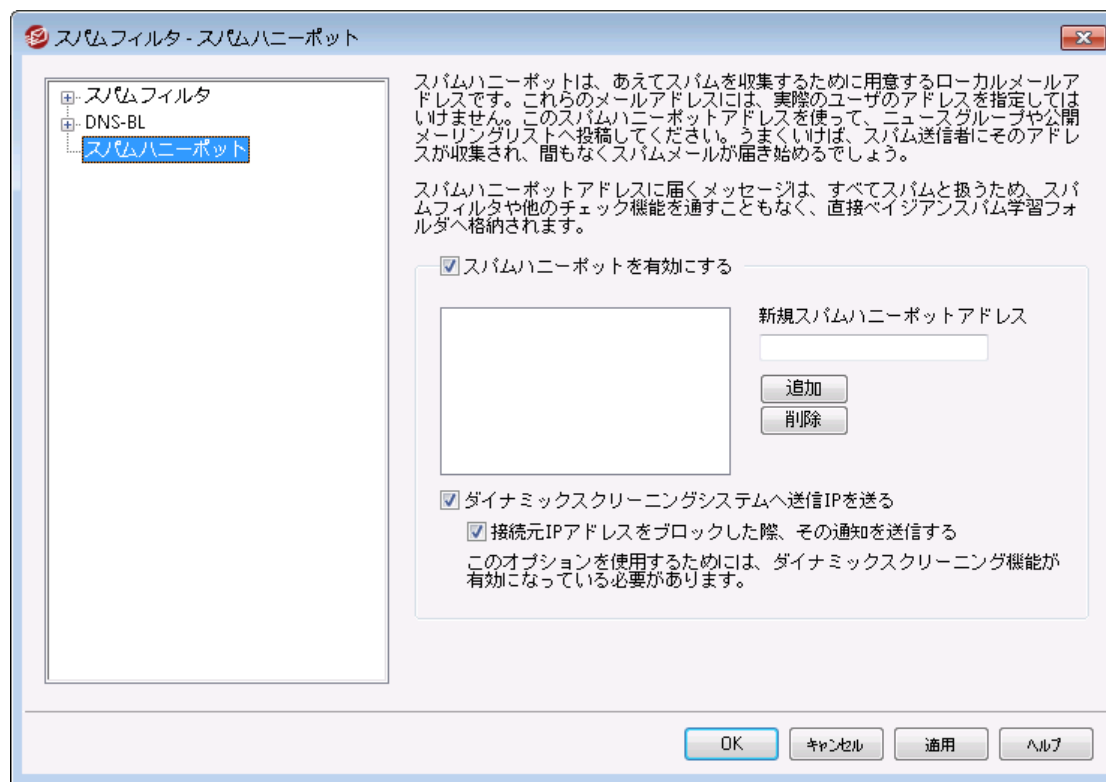 スパムフィルタ - スパムハニーポット
スパムフィルタ
DNS-BL
スパムハニーポット
スパムハニーポットは、あえてスパムを収集するために用意するローカルメールア
ドレスです。これらのメールアドレスには、実際のユーザのアドレスを指定しては
いけません。このスパムハニーポットアドレスを使って、ニュースグループや公開
メーリングリストへ投稿してください。うまくいけば、スパム送信者にそのアドレ
スが収集され、間もなくスパムメールが届き始めるでしょう。
スパムハニーポットアドレスに届くメッセージは、すべてスパムと扱うため、スパ
ムフィルタや他のチェック機能を通すこともなく、直接ベイジアンスパム学習フォ
ルダへ格納されます。
スパムハニーポットを有効にする
新規スパムハニーポットアドレス
追加
削除
ダイナミックスクリーニングシステムへ送信IPを送る
接続元IPアドレスをブロックした際、その通知を送信する
このオプションを使用するためには、ダイナミックスクリーニング機能が
有効になっている必要があります。
OK
キャンセル
適用
ヘルプ